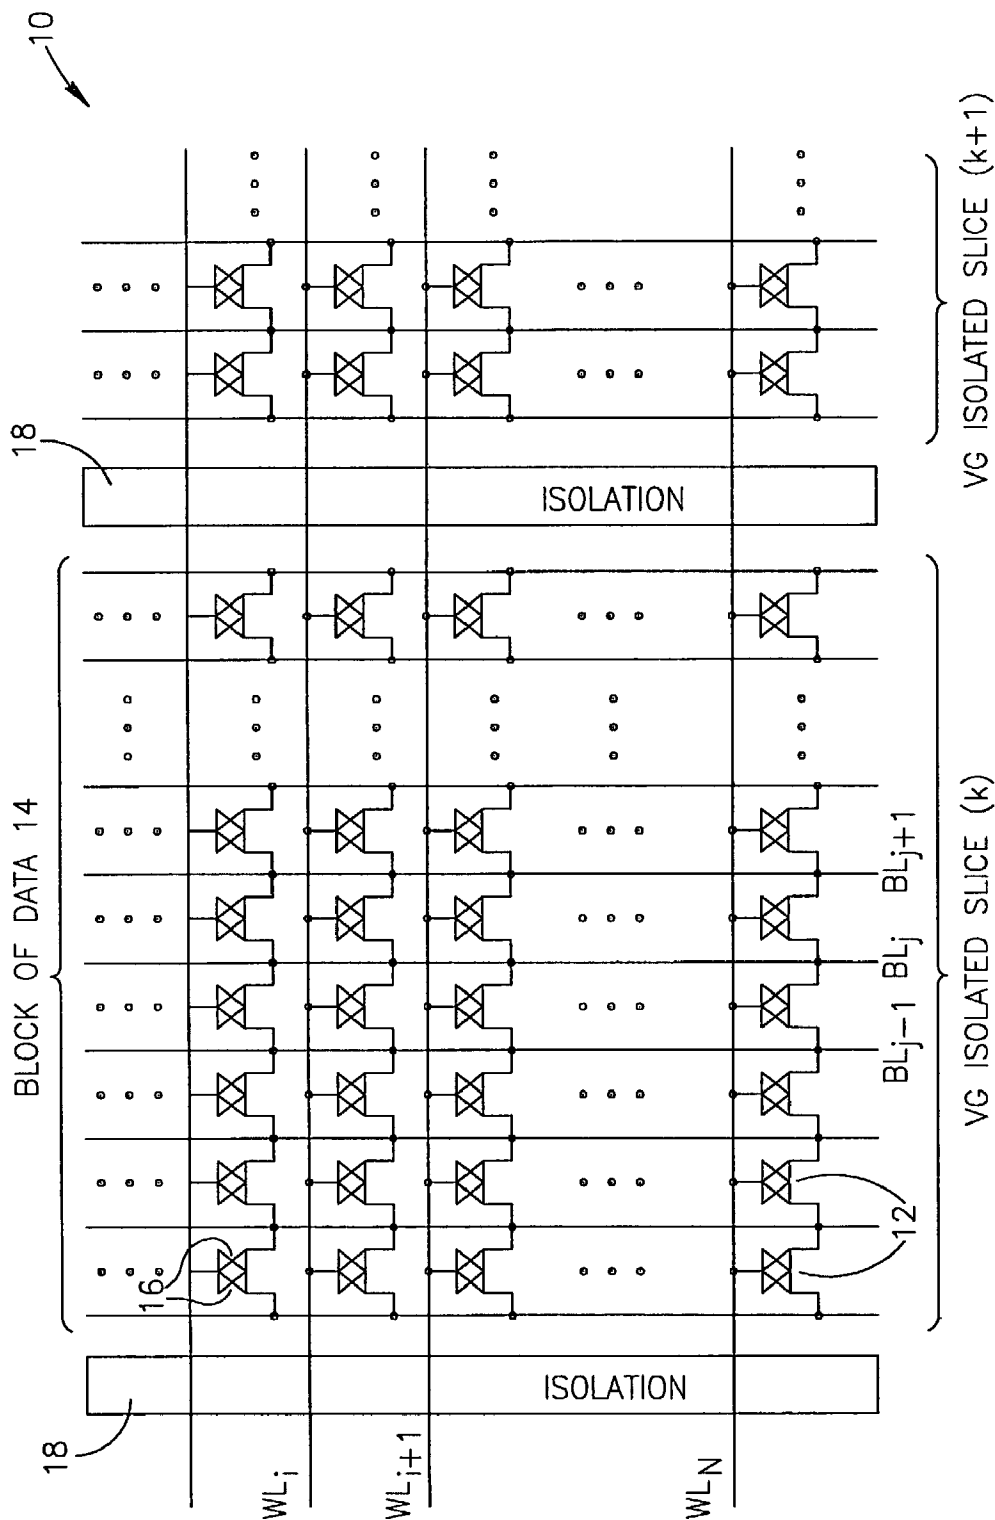 10
BLOCK OF DATA 14
18
18
16
ISOLATION
ISOLATION
WLi
WLi+1
WLN
12
BLj-1
BLj
BLj+1
VG ISOLATED SLICE (k)
VG ISOLATED SLICE (k+1)